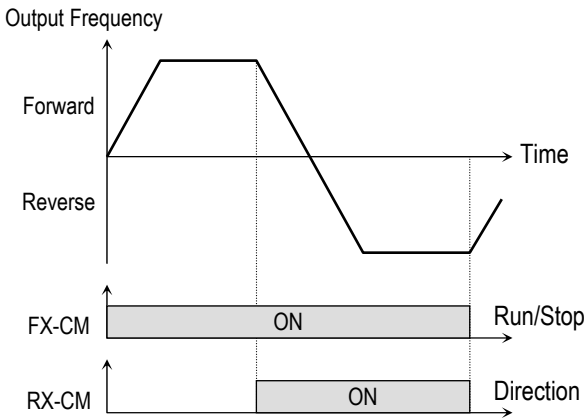 Output Frequency
Forward
Time
Reverse
FX-CM
ON
Run/Stop
RX-CM
ON
Direction